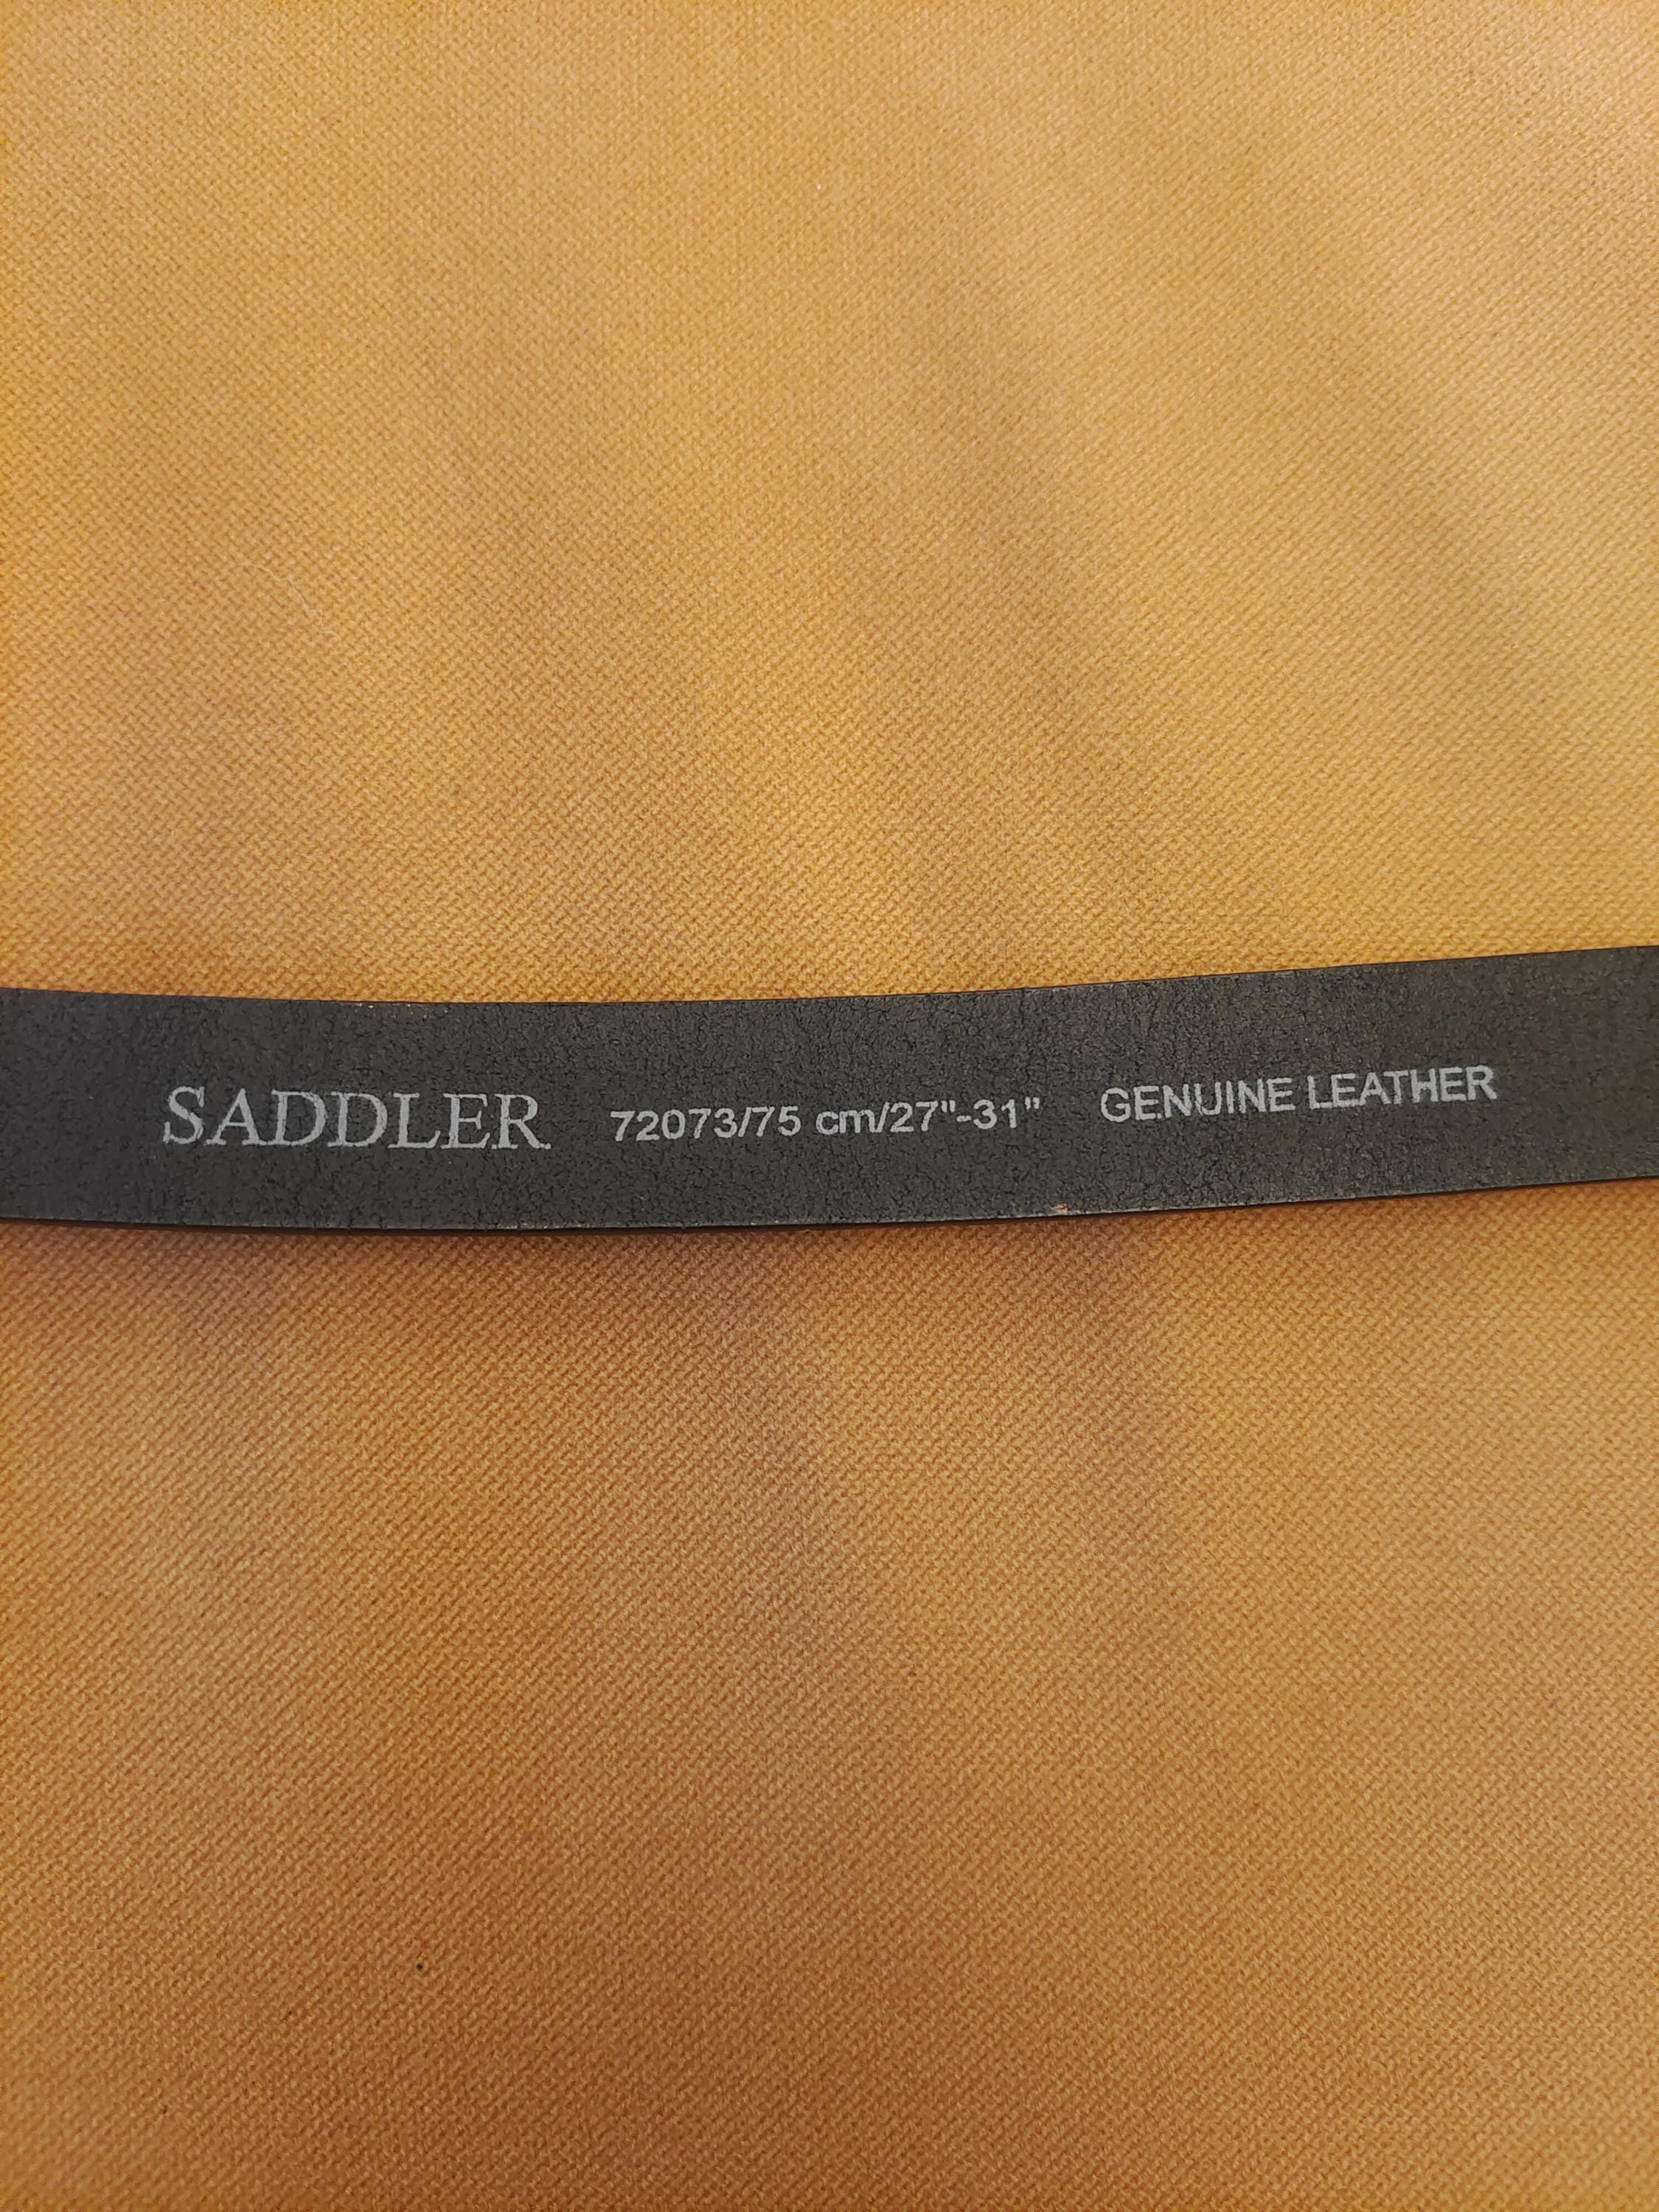 SADDLER 72073/75 cm/27"-31" GENUINE LEATHER